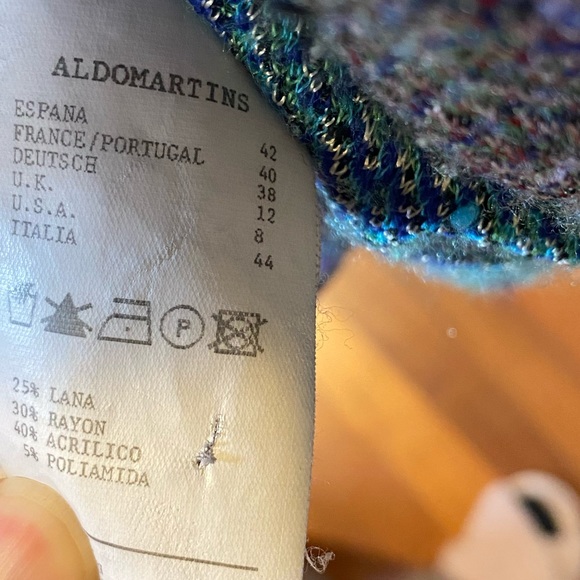 ALDOMARTINS
ESPANA 42
FRANCE/PORTUGAL 40
DEUTSCH 38
U.K. 12
U.S.A. 8
ITALIA 44
P
25% LANA
30% RAYON
40% ACRILICO
5% POLIAMIDA